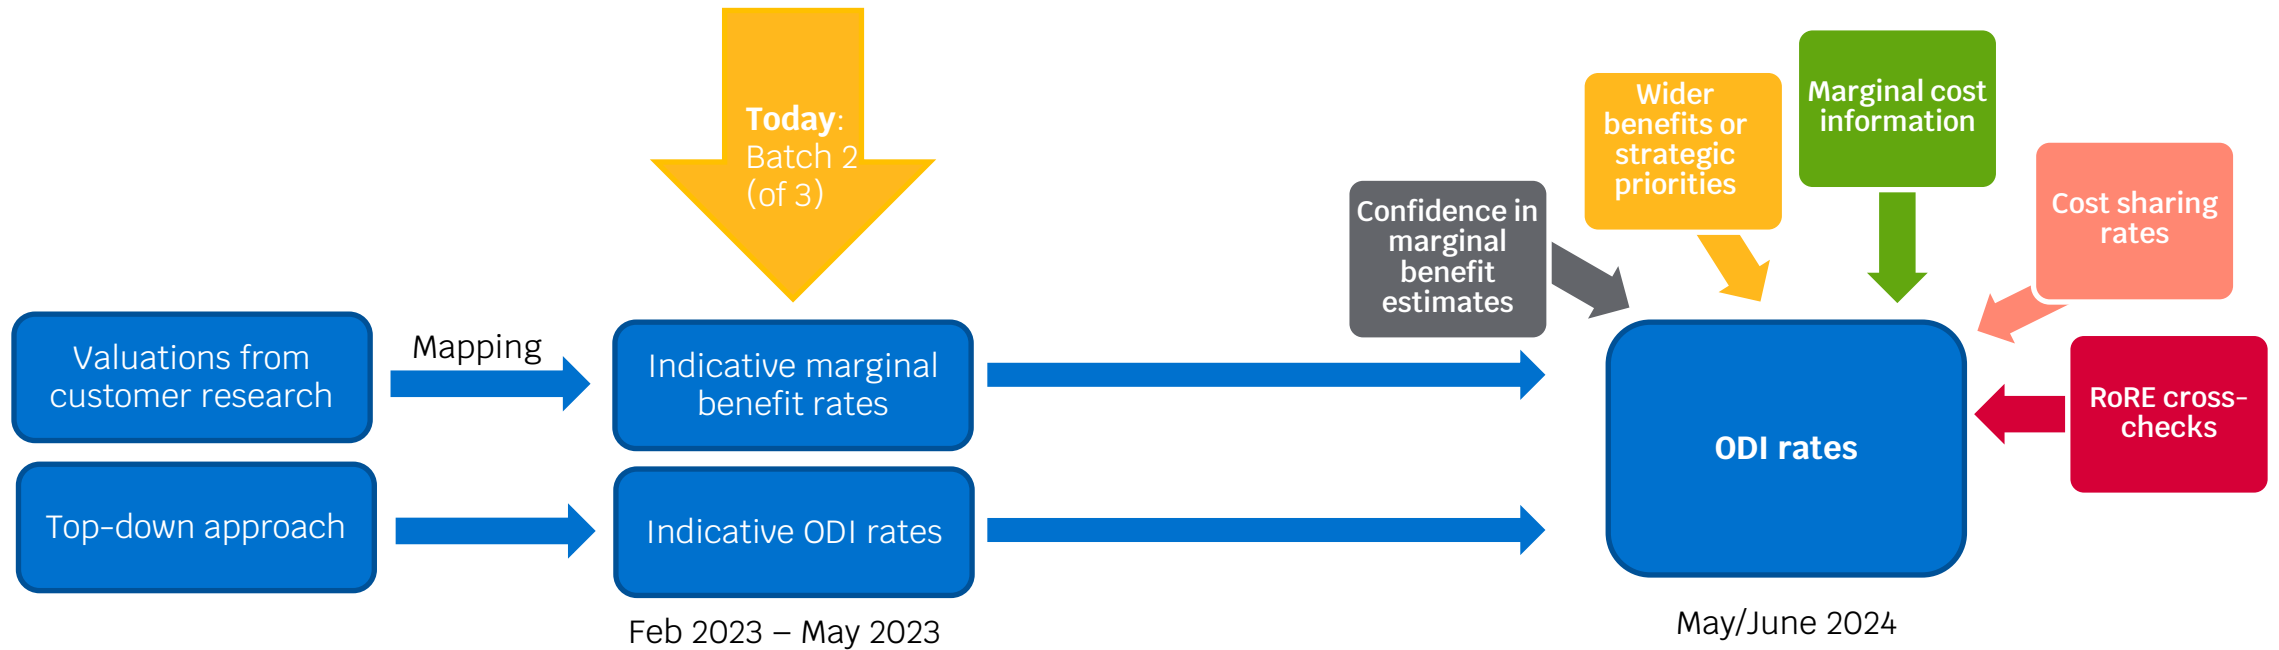 Today:
Batch 2
(of 3)
Valuations from
customer research
Mapping
Indicative marginal
benefit rates
Top-down approach
Indicative ODI rates
Feb 2023 – May 2023
Confidence in
marginal
benefit
estimates
Wider
benefits or
strategic
priorities
Marginal cost
information
Cost sharing
rates
RoRE cross-
checks
ODI rates
May/June 2024